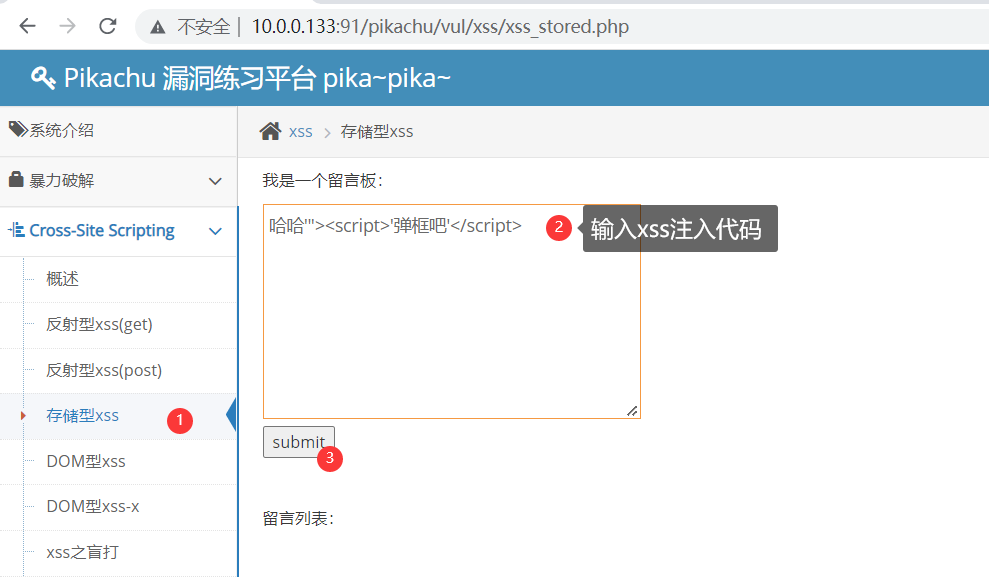 不安全 | 10.0.0.133:91/pikachu/vul/xss/xss_stored.php
Pikachu 漏洞练习平台 pika~pika~
系统介绍
xss > 存储型xss
暴力破解
我是一个留言板：
哈哈'"><script>'弹框吧'</script>
2
输入xss注入代码
Cross-Site Scripting
概述
反射型xss(get)
反射型xss(post)
存储型xss
1
submit
3
DOM型xss
DOM型xss-x
留言列表：
xss之盲打